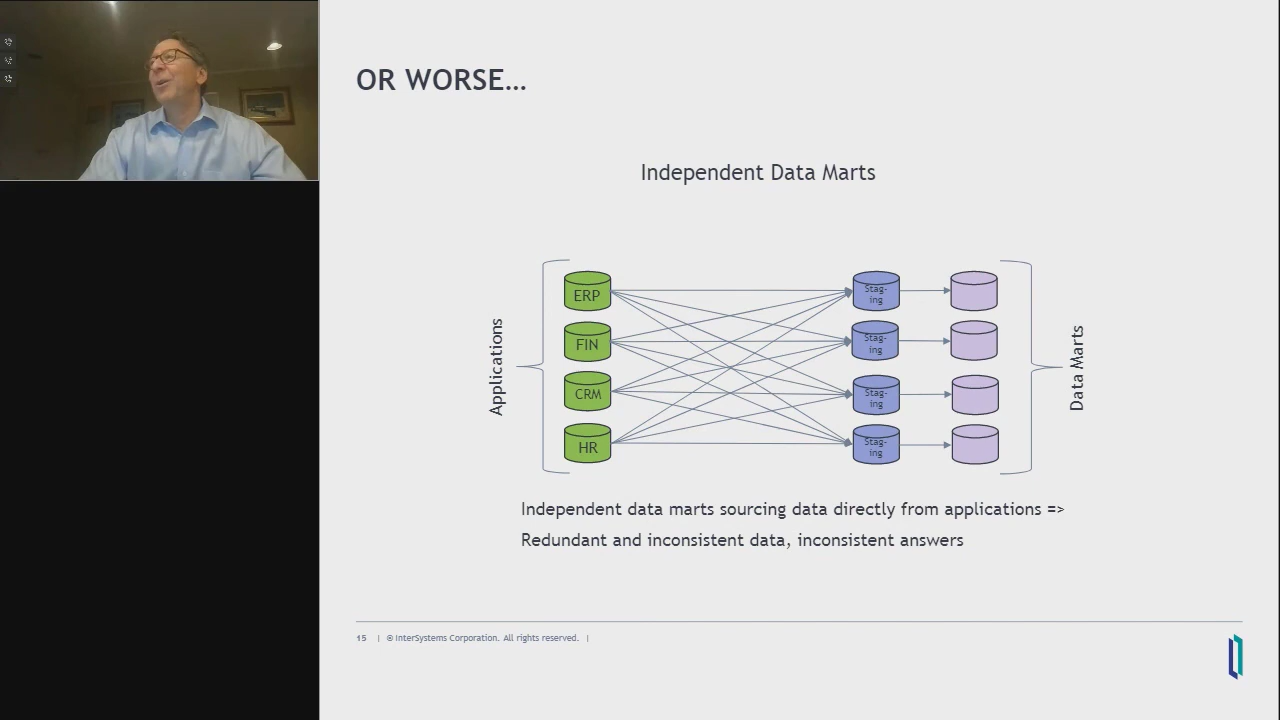 OR WORSE…
Independent Data Marts
Applications
ERP
FIN
CRM
HR
Stag-
ing
Stag-
ing
Stag-
ing
Stag-
ing
Data Marts
Independent data marts sourcing data directly from applications =>
Redundant and inconsistent data, inconsistent answers
15 | © InterSystems Corporation. All rights reserved. |